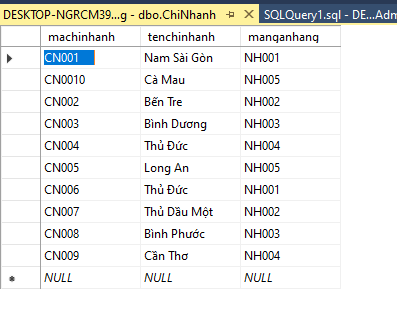 DESKTOP-NGRCM39...g - dbo.ChiNhanh SQLQuery1.sql - DE...Adm
machinhanh tenchinhanh manganhang
CN001 Nam Sài Gòn NH001
CN0010 Cà Mau NH005
CN002 Bến Tre NH002
CN003 Bình Dương NH003
CN004 Thủ Đức NH004
CN005 Long An NH005
CN006 Thủ Đức NH001
CN007 Thủ Dầu Một NH002
CN008 Bình Phước NH003
CN009 Cần Thơ NH004
NULL NULL NULL